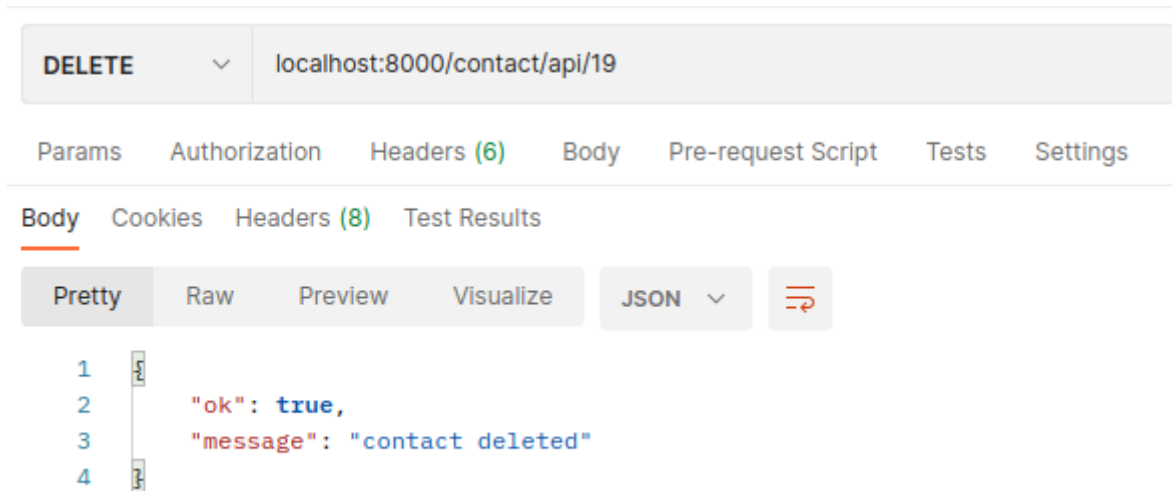 DELETE localhost:8000/contact/api/19
Params Authorization Headers (6) Body Pre-request Script Tests Settings
Body Cookies Headers (8) Test Results
Pretty Raw Preview Visualize JSON
1 {
2 "ok": true,
3 "message": "contact deleted"
4 }